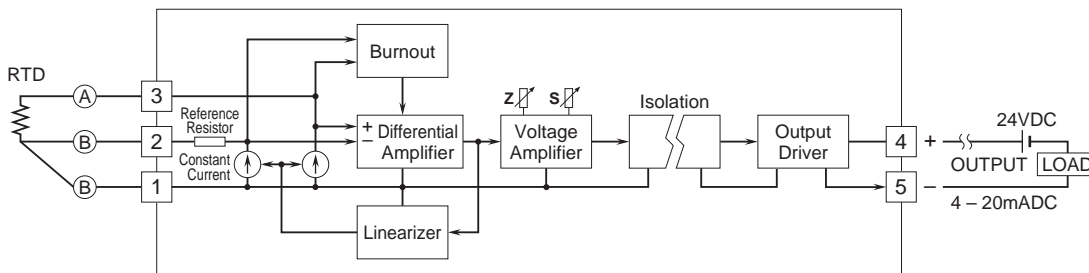 RTD
A
B
B
3
2
1
Reference
Resistor
Constant
Current
Burnout
+
−
Differential
Amplifier
Linearizer
Z
S
Voltage
Amplifier
Isolation
Output
Driver
4
5
+
−
24VDC
OUTPUT
LOAD
4 – 20mADC